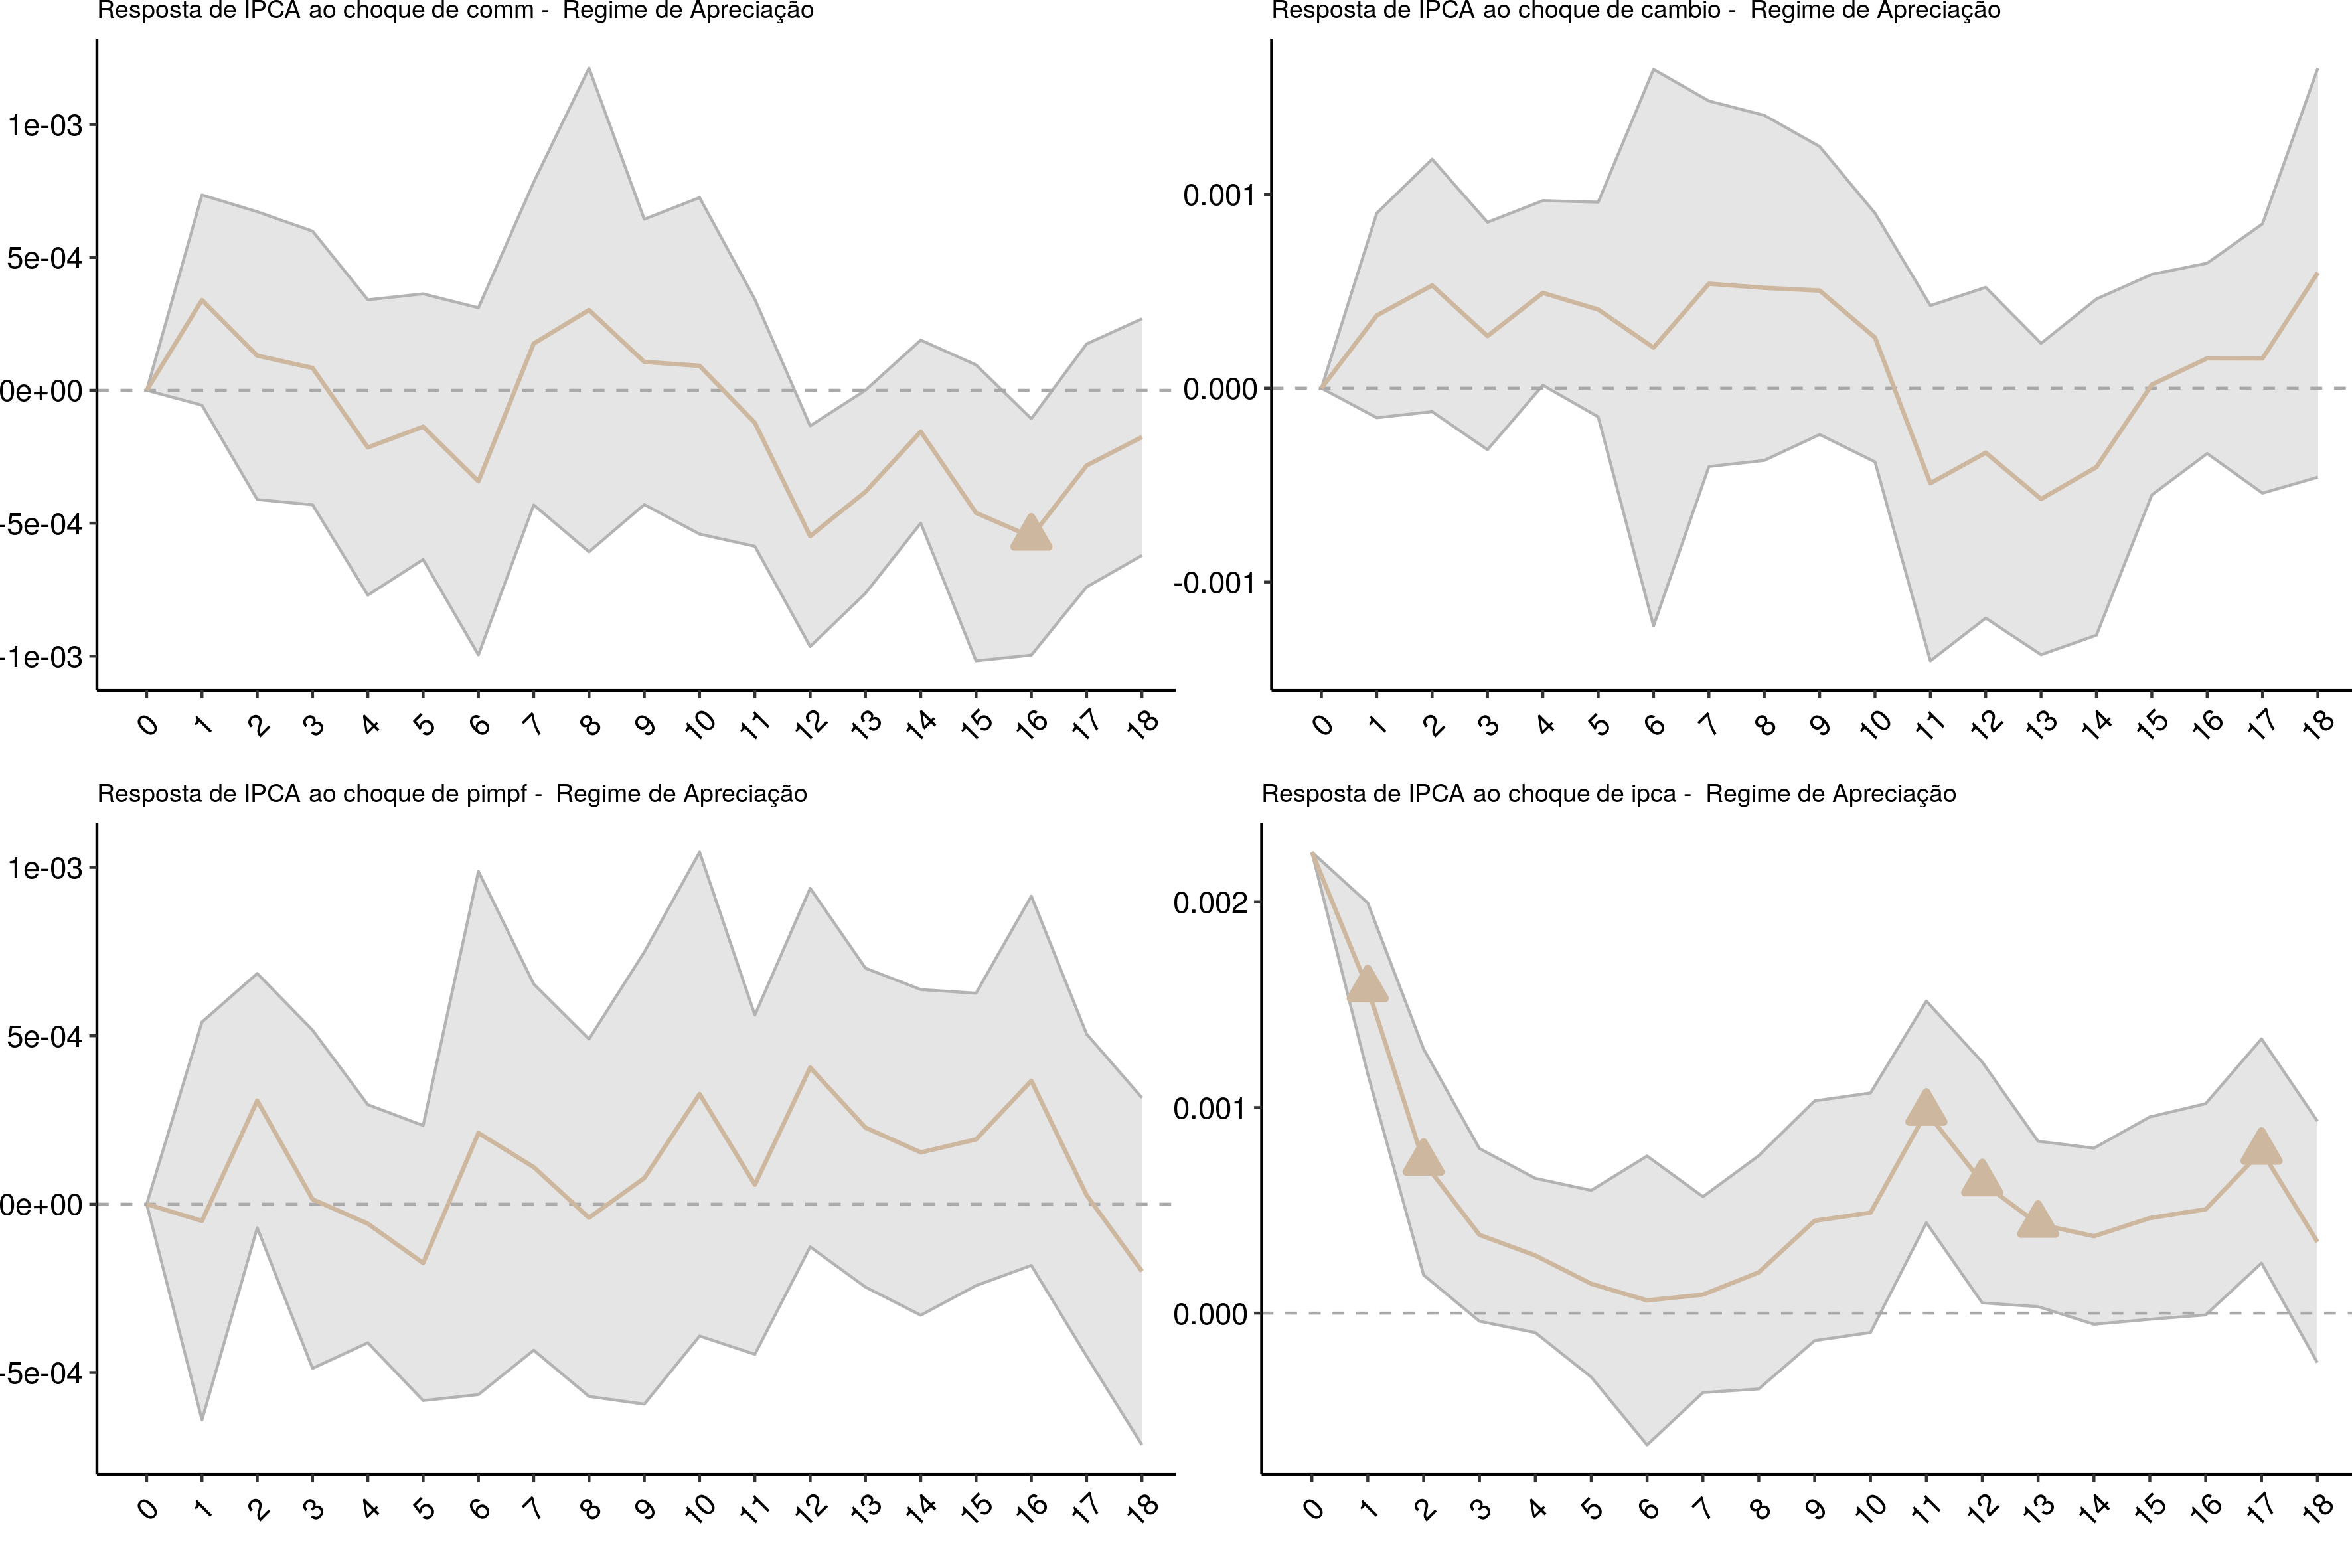 Resposta de IPCA ao choque de comm -  Regime de Apreciação
1e-03
5e-04
0e+00
-5e-04
-1e-03
0 1 2 3 4 5 6 7 8 9 10 11 12 13 14 15 16 17 18
Resposta de IPCA ao choque de cambio -  Regime de Apreciação
0.001
0.000
-0.001
0 1 2 3 4 5 6 7 8 9 10 11 12 13 14 15 16 17 18
Resposta de IPCA ao choque de pimpf -  Regime de Apreciação
1e-03
5e-04
0e+00
-5e-04
0 1 2 3 4 5 6 7 8 9 10 11 12 13 14 15 16 17 18
Resposta de IPCA ao choque de ipca -  Regime de Apreciação
0.002
0.001
0.000
0 1 2 3 4 5 6 7 8 9 10 11 12 13 14 15 16 17 18